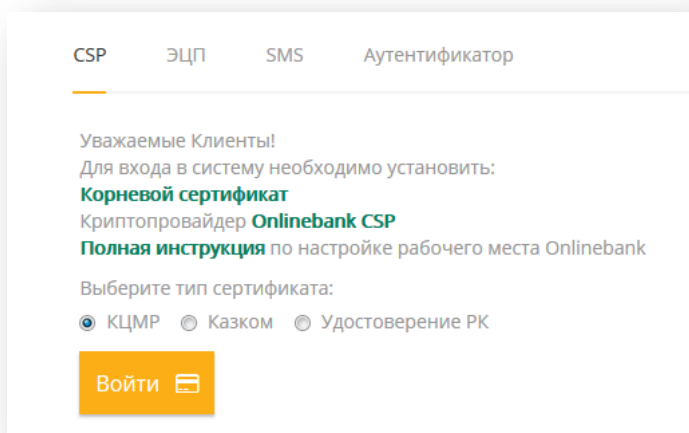 CSP ЭЦП SMS Аутентификатор
Уважаемые Клиенты!
Для входа в систему необходимо установить:
Корневой сертификат
Криптопровайдер Onlinebank CSP
Полная инструкция по настройке рабочего места Onlinebank
Выберите тип сертификата:
КЦМР Казком Удостоверение РК
Войти